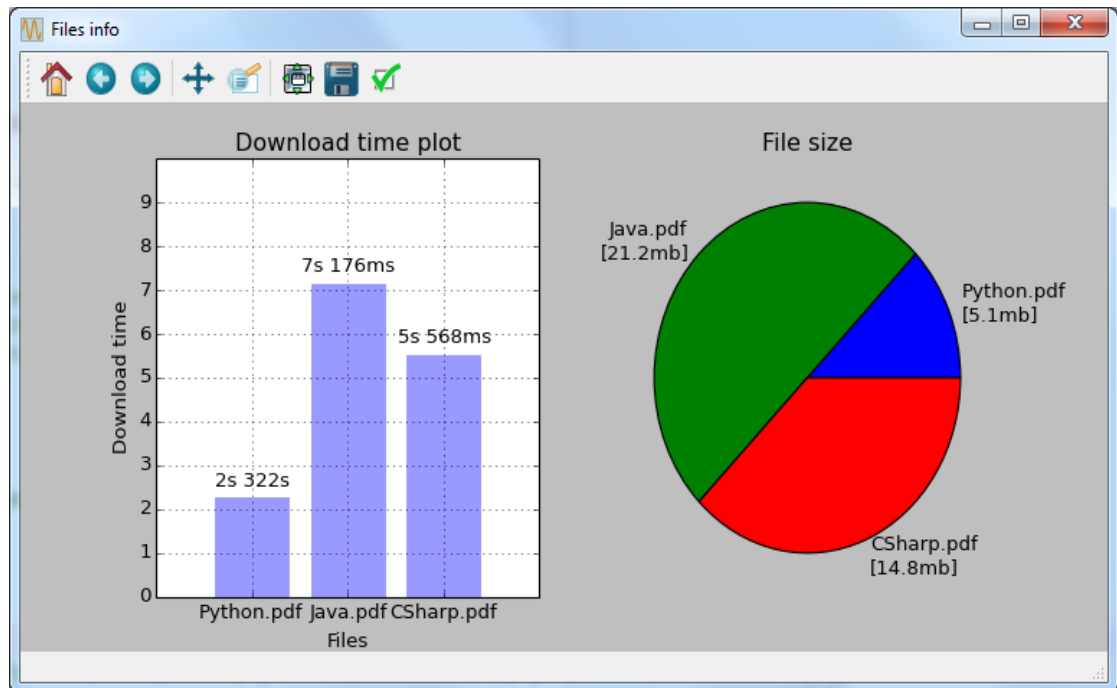 Files info
Download time plot
9
8
7
6
5
4
3
2
1
0
Download time
2s 322s
7s 176ms
5s 568ms
Python.pdf Java.pdf CSharp.pdf
Files
File size
Java.pdf
[21.2mb]
Python.pdf
[5.1mb]
CSharp.pdf
[14.8mb]